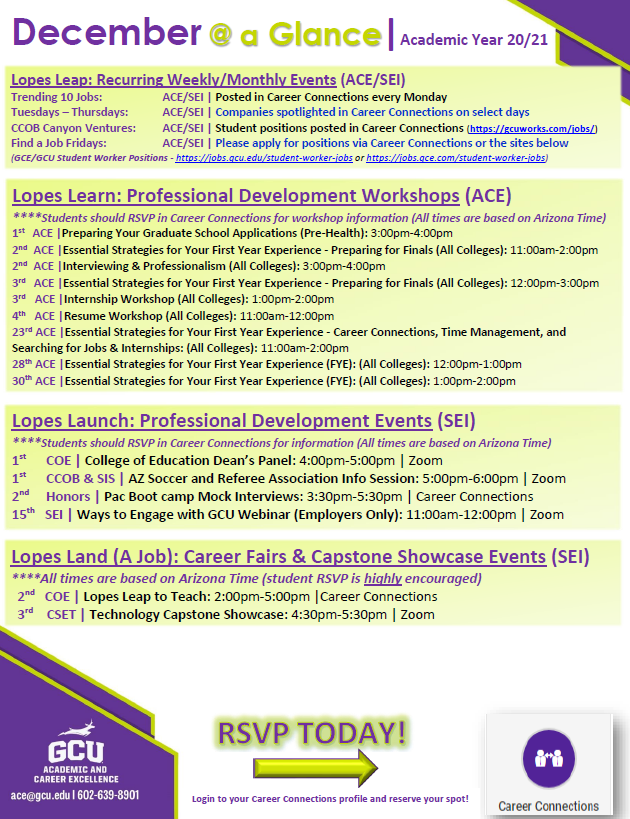 December @ a Glance| Academic Year 20/21
Lopes Leap: Recurring Weekly/Monthly Events (ACE/SEI)
Trending 10 Jobs: ACE/SEI | Posted in Career Connections every Monday
Tuesdays – Thursdays: ACE/SEI | Companies spotlighted in Career Connections on select days
CCOB Canyon Ventures: ACE/SEI | Student positions posted in Career Connections (https://gcuworks.com/jobs/)
Find a Job Fridays: ACE/SEI | Please apply for positions via Career Connections or the sites below
(GCE/GCU Student Worker Positions - https://jobs.gcu.edu/student-worker-jobs or https://jobs.gce.com/student-worker-jobs)
Lopes Learn: Professional Development Workshops (ACE)
****Students should RSVP in Career Connections for workshop information (All times are based on Arizona Time)
1st ACE |Preparing Your Graduate School Applications (Pre-Health): 3:00pm-4:00pm
2nd ACE |Essential Strategies for Your First Year Experience - Preparing for Finals (All Colleges): 11:00am-2:00pm
2nd ACE |Interviewing & Professionalism (All Colleges): 3:00pm-4:00pm
3rd ACE |Essential Strategies for Your First Year Experience - Preparing for Finals (All Colleges): 12:00pm-3:00pm
3rd ACE |Internship Workshop (All Colleges): 1:00pm-2:00pm
4th ACE |Resume Workshop (All Colleges): 11:00am-12:00pm
23rd ACE |Essential Strategies for Your First Year Experience - Career Connections, Time Management, and
Searching for Jobs & Internships: (All Colleges): 11:00am-2:00pm
28th ACE |Essential Strategies for Your First Year Experience (FYE): (All Colleges): 12:00pm-1:00pm
30th ACE |Essential Strategies for Your First Year Experience (FYE): (All Colleges): 1:00pm-2:00pm
Lopes Launch: Professional Development Events (SEI)
****Students should RSVP in Career Connections for information (All times are based on Arizona Time)
1st COE | College of Education Dean's Panel: 4:00pm-5:00pm | Zoom
1st CCOB & SIS | AZ Soccer and Referee Association Info Session: 5:00pm-6:00pm | Zoom
2nd Honors | Pac Boot camp Mock Interviews: 3:30pm-5:30pm | Career Connections
15th SEI | Ways to Engage with GCU Webinar (Employers Only): 11:00am-12:00pm | Zoom
Lopes Land (A Job): Career Fairs & Capstone Showcase Events (SEI)
****All times are based on Arizona Time (student RSVP is highly encouraged)
2nd COE | Lopes Leap to Teach: 2:00pm-5:00pm |Career Connections
3rd CSET | Technology Capstone Showcase: 4:30pm-5:30pm | Zoom
GCU
ACADEMIC AND
CAREER EXCELLENCE
ace@gcu.edu | 602-639-8901
RSVP TODAY!
Login to your Career Connections profile and reserve your spot!
Career Connections